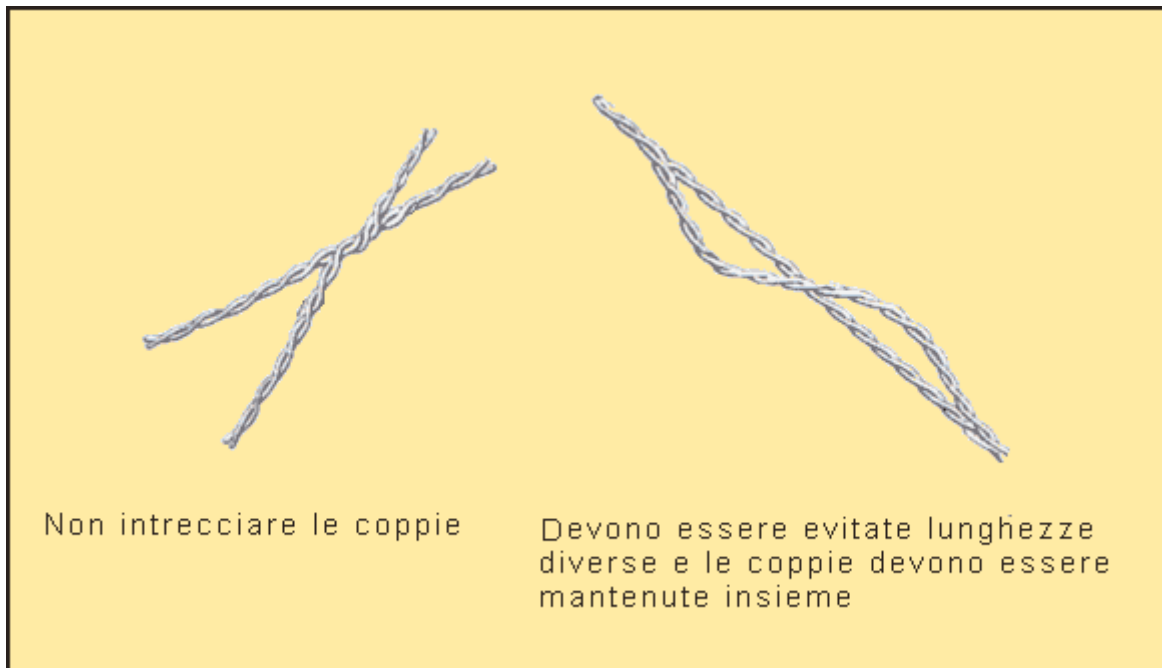 Non intrecciare le coppie
Devono essere evitate lunghezze
diverse e le coppie devono essere
mantenute insieme